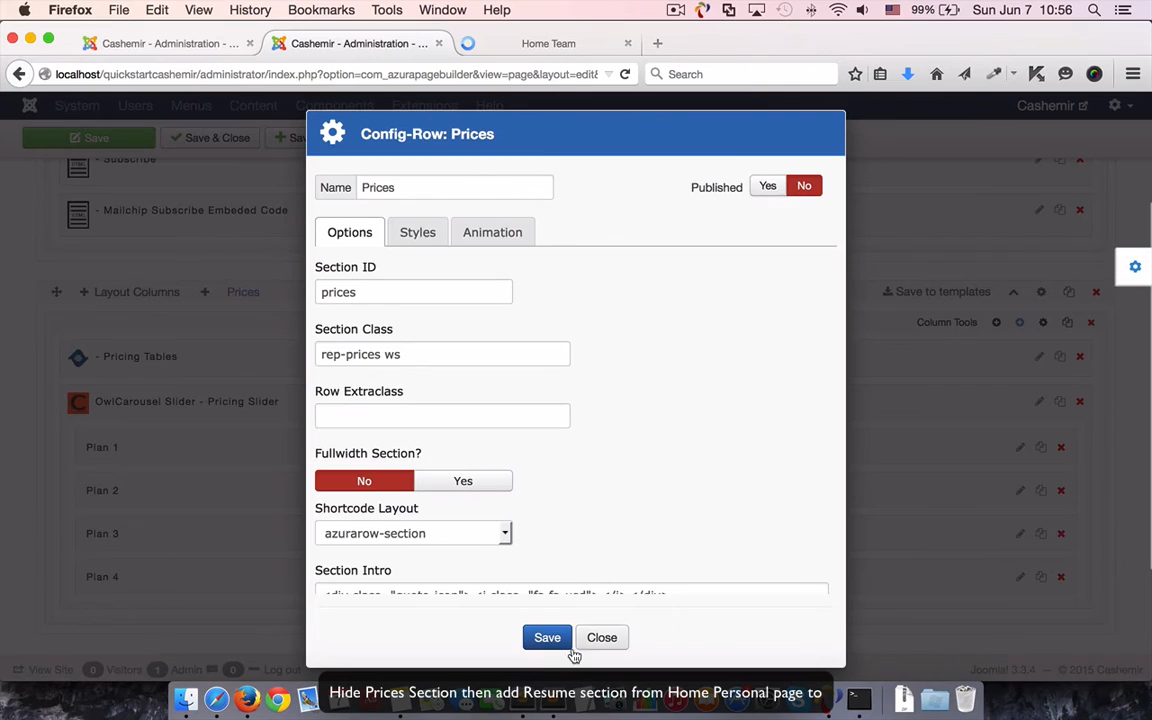 Firefox File Edit View History Bookmarks Tools Window Help 99% Sun Jun 7 10:56
Cashemir - Administration - ... × Cashemir - Administration - ... × Home Team × +
localhost/quickstartcashemir/administrator/index.php?option=com_azurapagebuilder&view=page&layout=edit& Search
System Users Menus Content Components Extensions Help Cashemir
Save Save & Close
Config-Row: Prices
- Subscribe
Name Prices Published Yes No
- Mailchip Subscribe Embeded Code
Options Styles Animation
Section ID
prices
Layout Columns Prices Save to templates
Column Tools
Section Class
rep-prices ws
- Pricing Tables
Row Extraclass
OwlCarousel Slider - Pricing Slider
Plan 1
Fullwidth Section?
No Yes
Plan 2
Shortcode Layout
azurarow-section
Plan 3
Section Intro
Plan 4
Save Close
View Site 0 Visitors 1 Admin 0 Log out Joomla! 3.3.4 — © 2015 Cashemir
Hide Prices Section then add Resume section from Home Personal page to